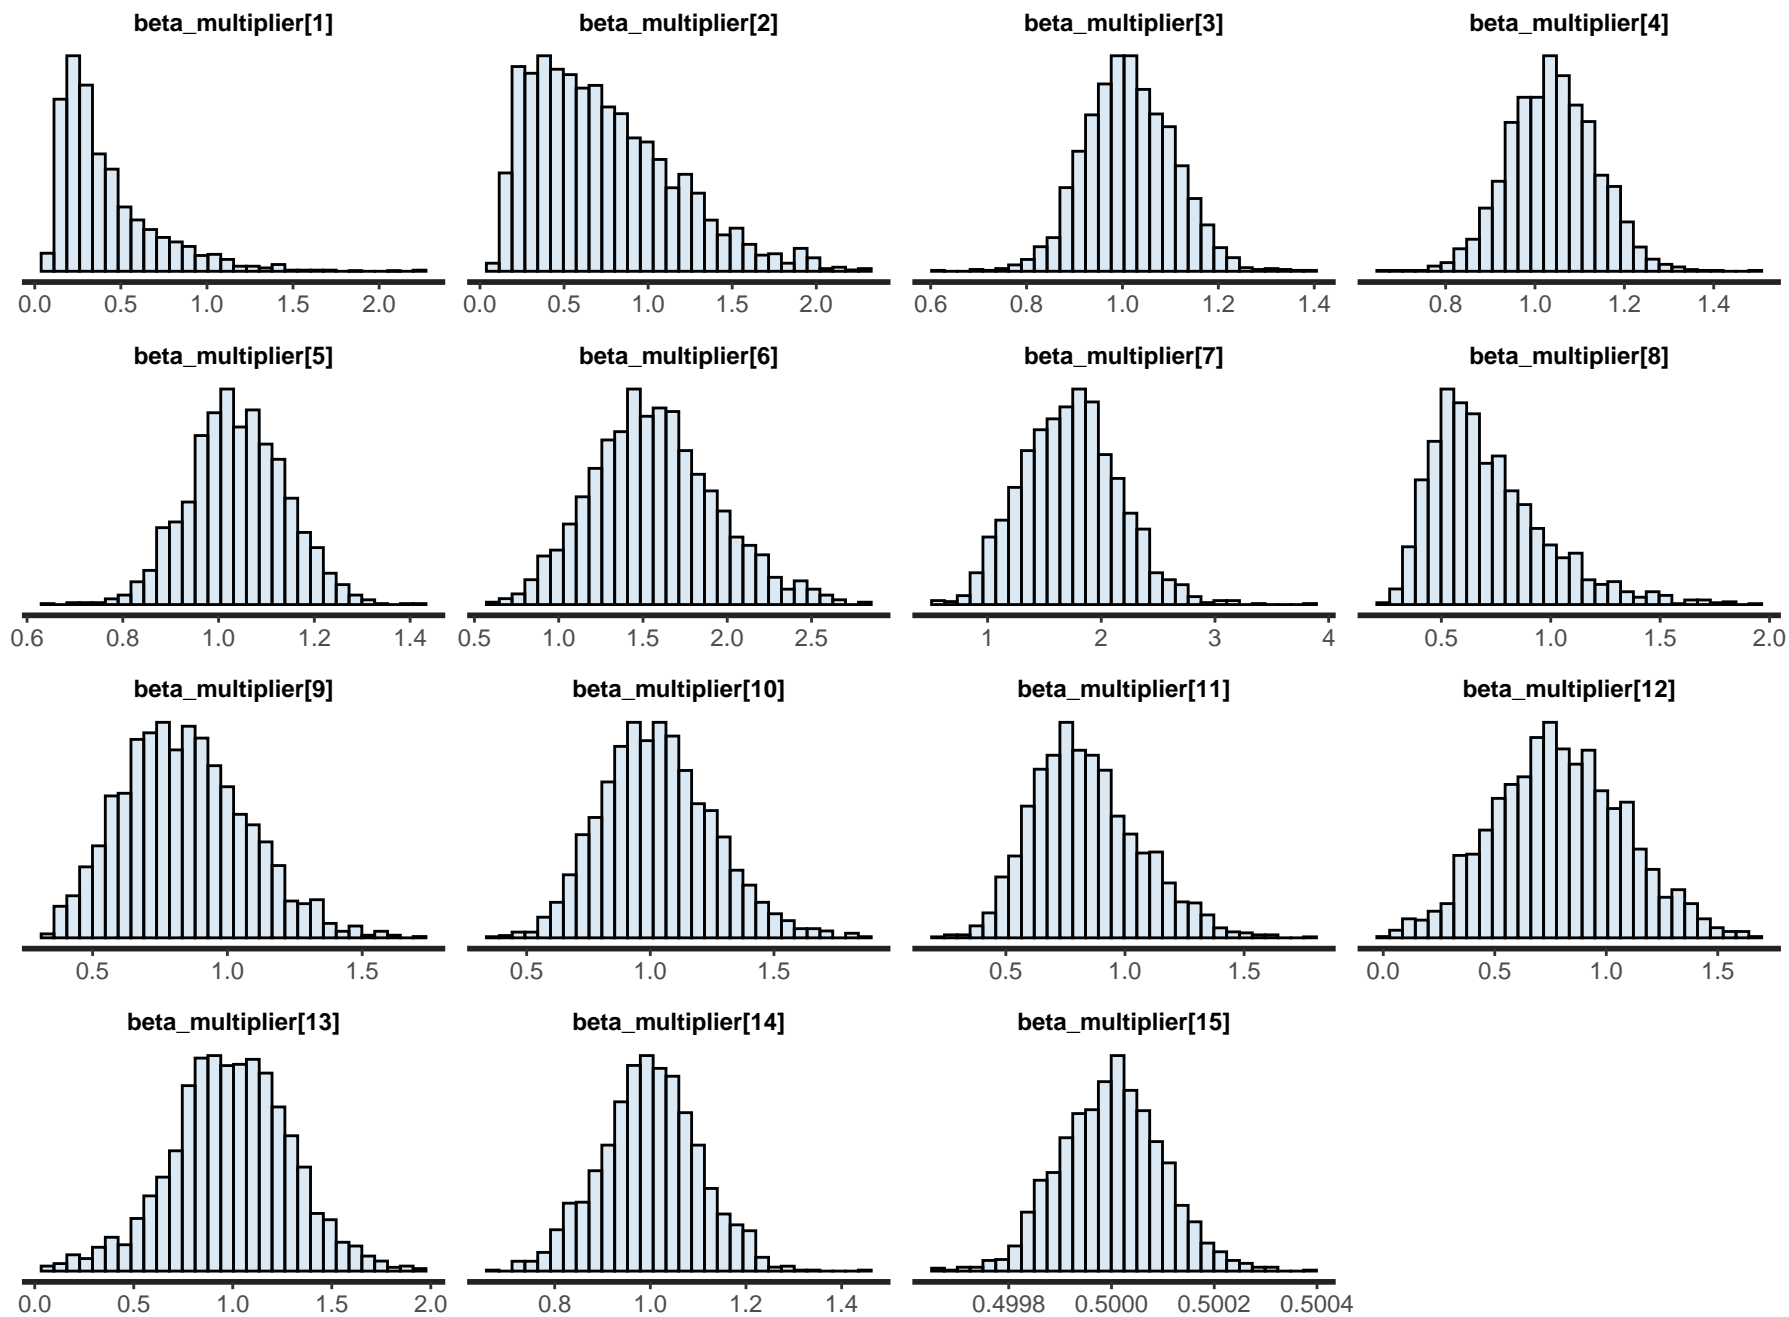 beta_multiplier[1] beta_multiplier[2] beta_multiplier[3] beta_multiplier[4]
0.0 0.5 1.0 1.5 2.0 0.0 0.5 1.0 1.5 2.0 0.6 0.8 1.0 1.2 1.4 0.8 1.0 1.2 1.4
beta_multiplier[5] beta_multiplier[6] beta_multiplier[7] beta_multiplier[8]
0.6 0.8 1.0 1.2 1.4 0.5 1.0 1.5 2.0 2.5 1 2 3 4 0.5 1.0 1.5 2.0
beta_multiplier[9] beta_multiplier[10] beta_multiplier[11] beta_multiplier[12]
0.5 1.0 1.5 0.5 1.0 1.5 0.5 1.0 1.5 0.0 0.5 1.0 1.5
beta_multiplier[13] beta_multiplier[14] beta_multiplier[15]
0.0 0.5 1.0 1.5 2.0 0.8 1.0 1.2 1.4 0.4998 0.5000 0.5002 0.5004